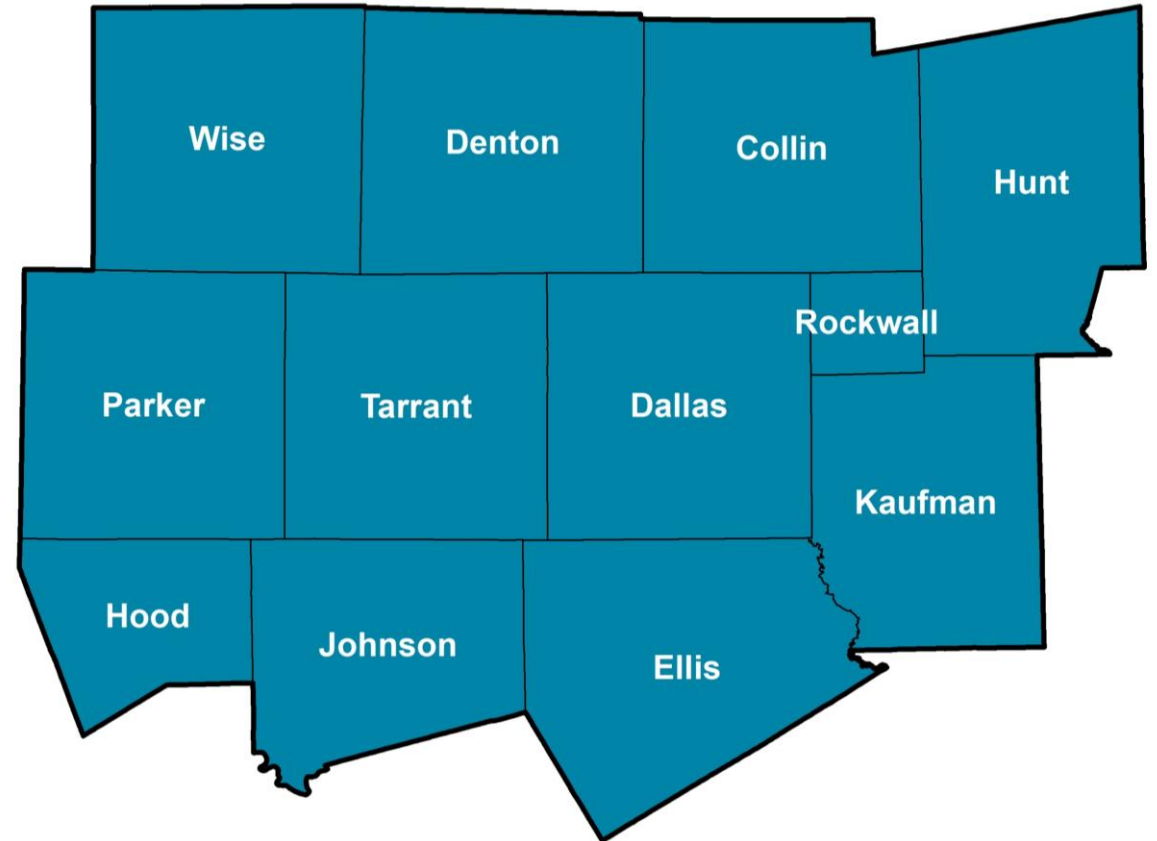 Wise
Denton
Collin
Hunt
Rockwall
Parker
Tarrant
Dallas
Kaufman
Hood
Johnson
Ellis